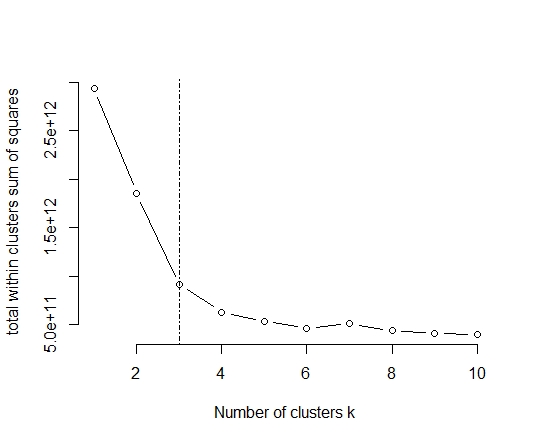 total within clusters sum of squares
2.5e+12
1.5e+12
5.0e+11
2 4 6 8 10
Number of clusters k